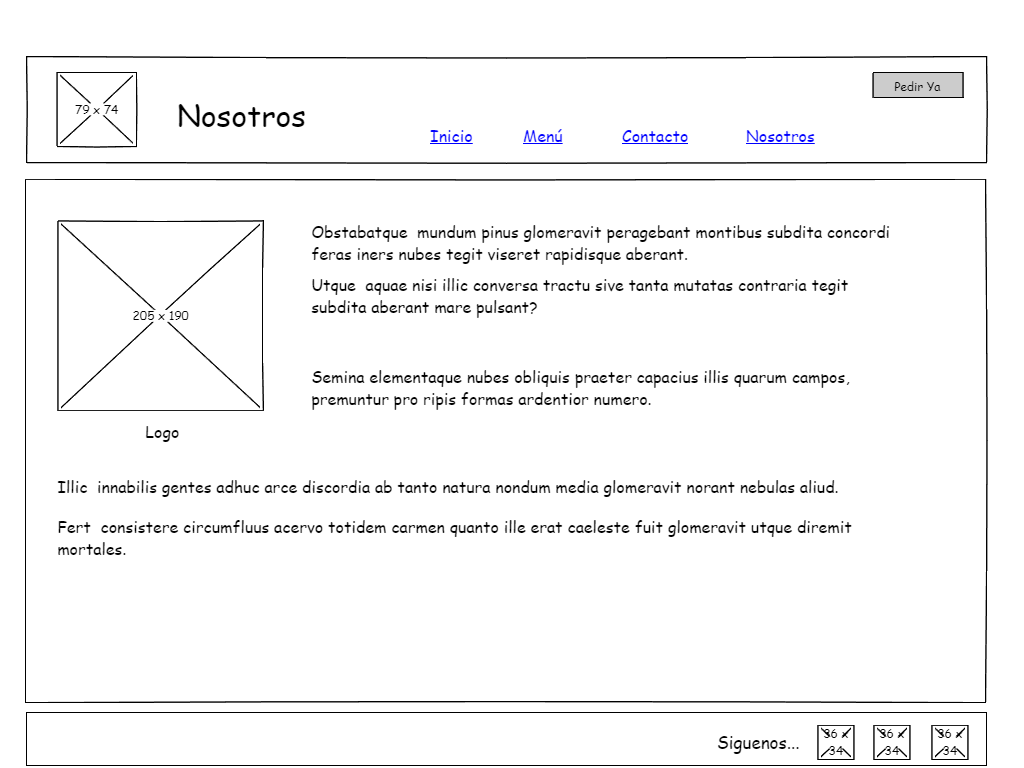 79 x 74
Nosotros
Pedir Ya
Inicio Menú Contacto Nosotros
205 x 190
Logo
Obstabatque mundum pinus glomeravit peragebant montibus subdita concordi
feras iners nubes tegit viseret rapidisque aberant.
Utque aquae nisi illic conversa tractu sive tanta mutatas contraria tegit
subdita aberant mare pulsant?
Semina elementaque nubes obliquis praeter capacius illis quarum campos,
premuntur pro ripis formas ardentior numero.
Illic innabilis gentes adhuc arce discordia ab tanto natura nondum media glomeravit norant nebulas aliud.
Fert consistere circumfluus acervo totidem carmen quanto ille erat caeleste fuit glomeravit utque diremit
mortales.
Siguenos...
36 x
34
36 x
34
36 x
34